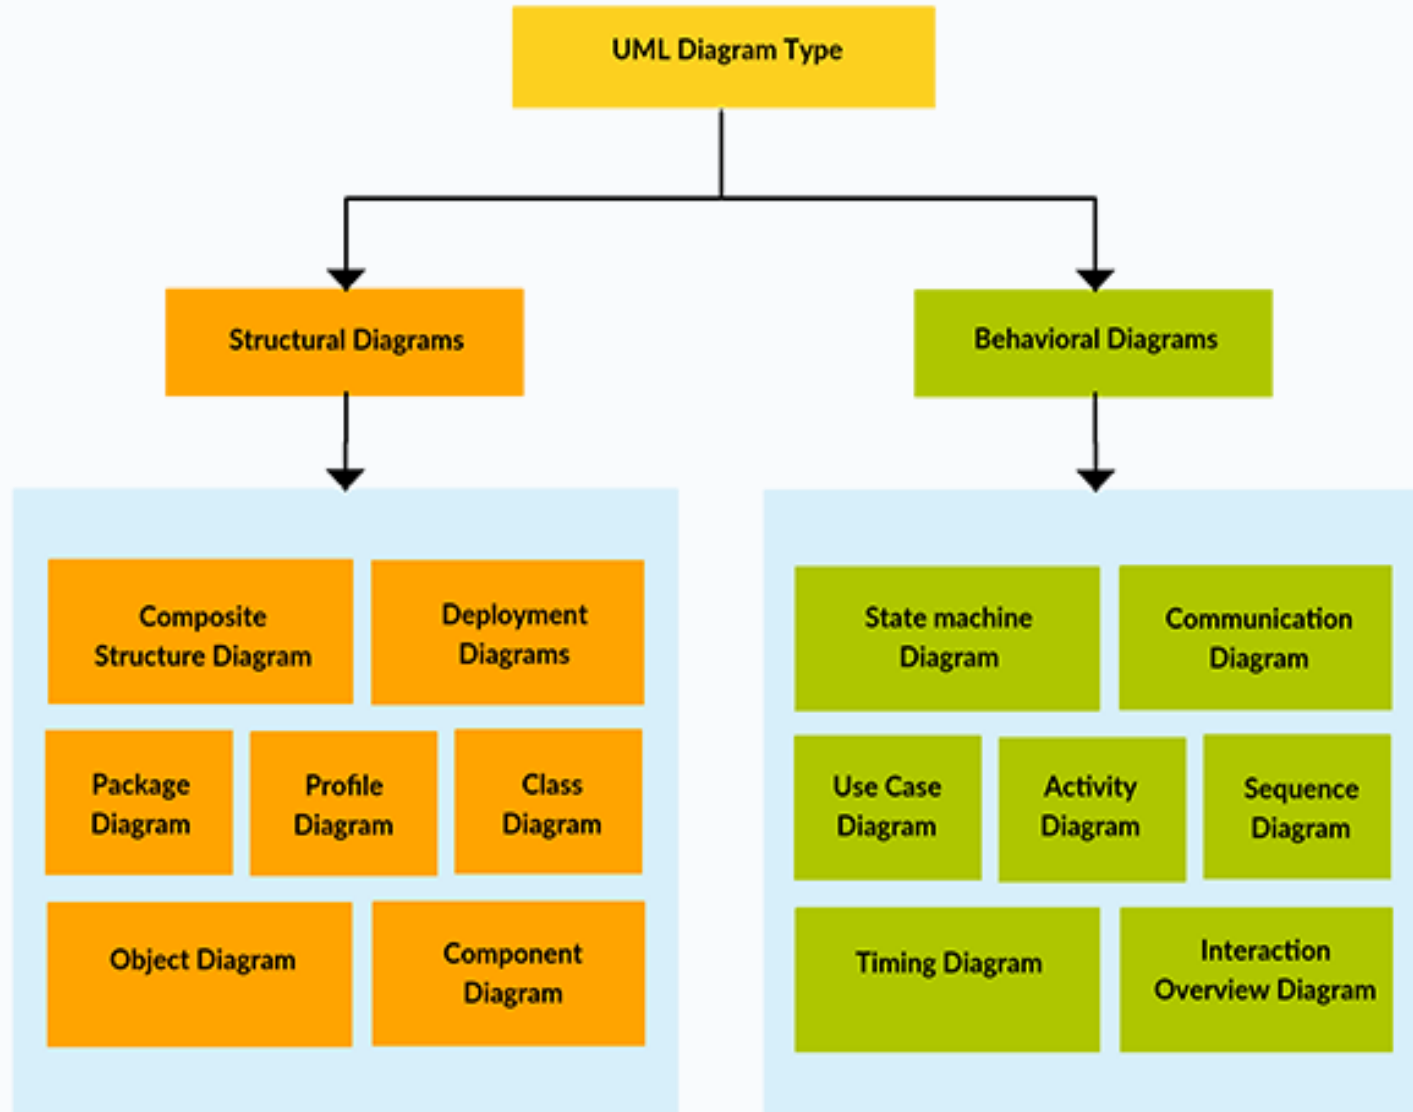 UML Diagram Type
Structural Diagrams
Behavioral Diagrams
Composite
Structure Diagram
Deployment
Diagrams
Package
Diagram
Profile
Diagram
Class
Diagram
Object Diagram
Component
Diagram
State machine
Diagram
Communication
Diagram
Use Case
Diagram
Activity
Diagram
Sequence
Diagram
Timing Diagram
Interaction
Overview Diagram